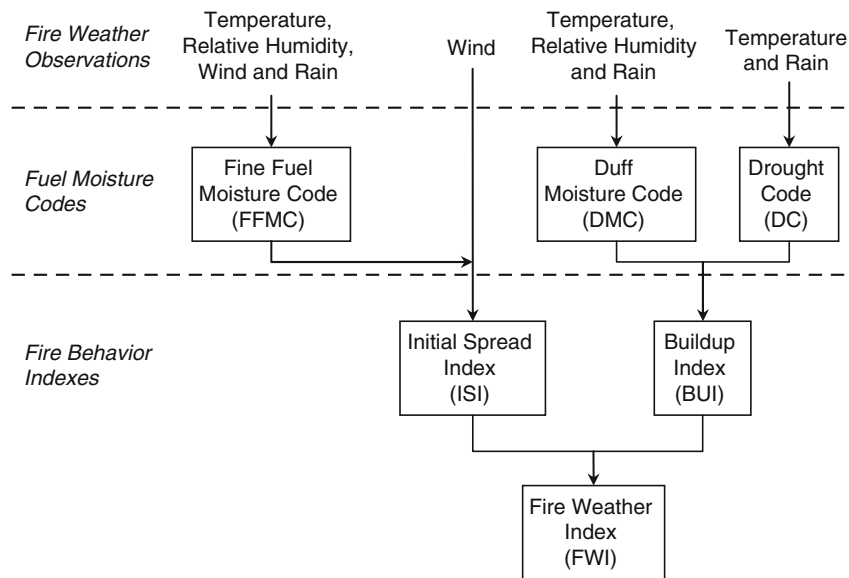 Fire Weather
Observations
Temperature,
Relative Humidity,
Wind and Rain
Wind
Temperature,
Relative Humidity
and Rain
Temperature
and Rain
Fuel Moisture
Codes
Fine Fuel
Moisture Code
(FFMC)
Duff
Moisture Code
(DMC)
Drought
Code
(DC)
Fire Behavior
Indexes
Initial Spread
Index
(ISI)
Buildup
Index
(BUI)
Fire Weather
Index
(FWI)